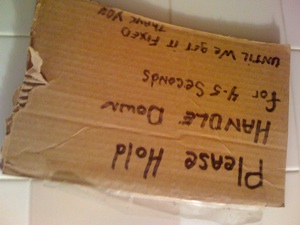 Please Hold
HANDLE DOWN
for 4-5 Seconds
UNTIL We get IT FIXED
THANK YOU